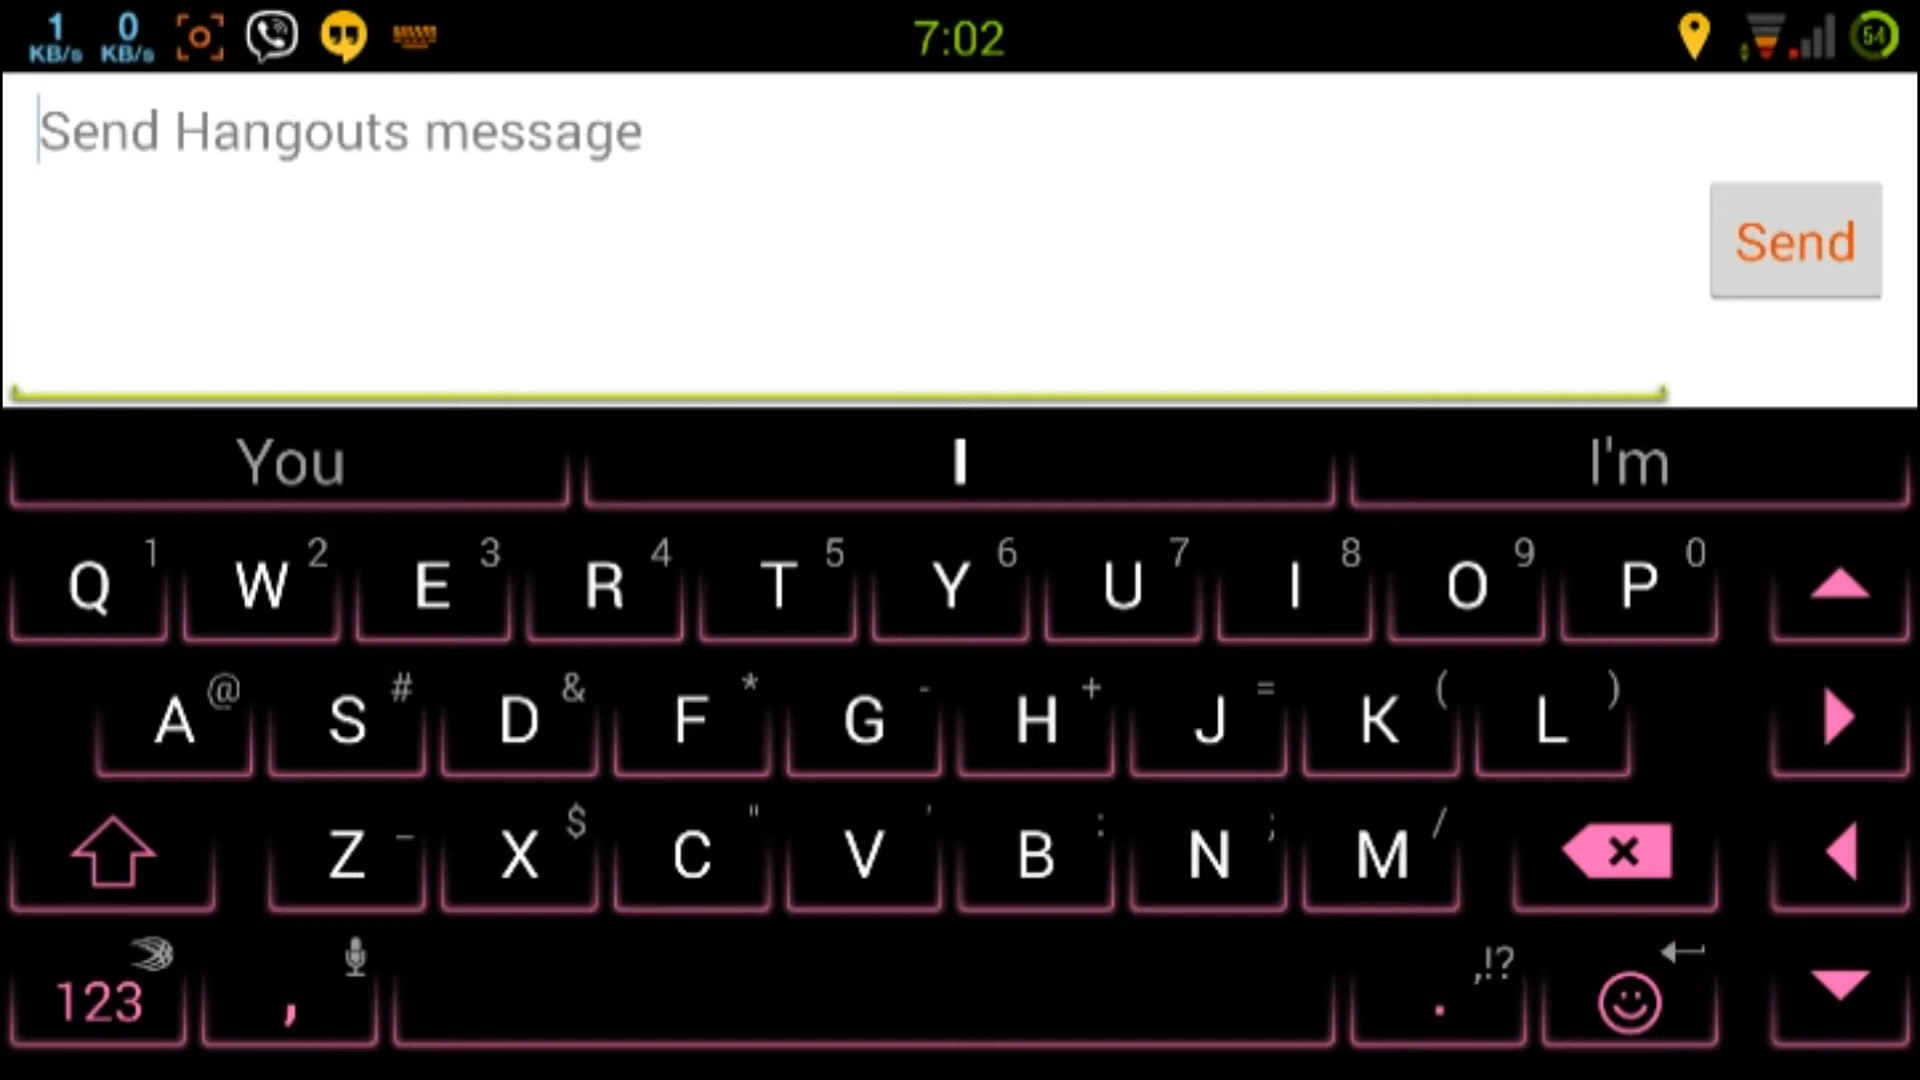 1 KB/s 0 KB/s 7:02 54
Send Hangouts message
Send
You I I'm
Q 1 W 2 E 3 R 4 T 5 Y 6 U 7 I 8 O 9 P 0
A @ S # D & F * G - H + J = K ( L )
Z _ X $ C " V ' B : N ; M /
123 , . ,!?